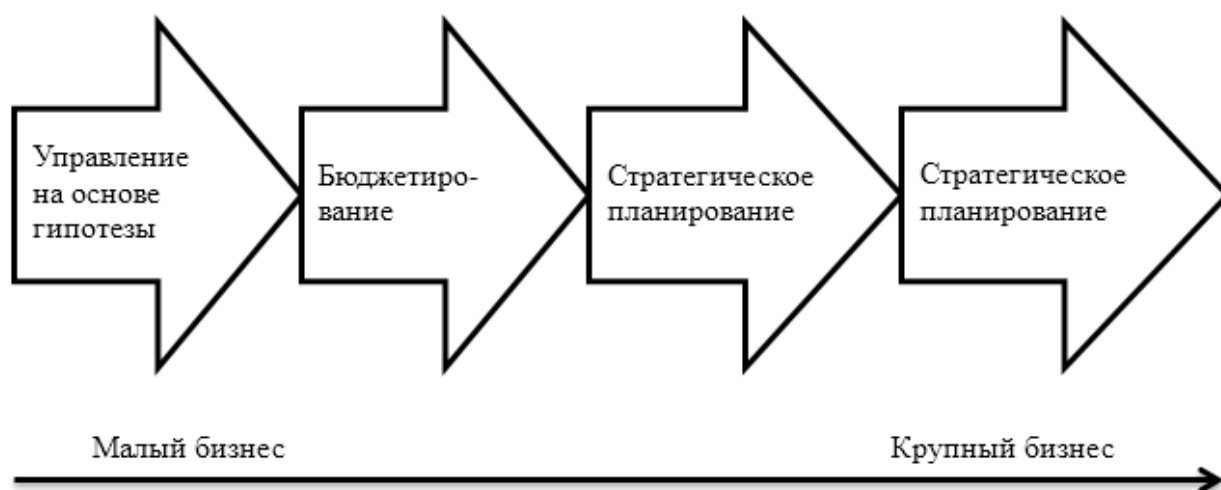 Управление
на основе
гипотезы
Бюджетиро-
вание
Стратегическое
планирование
Стратегическое
планирование
Малый бизнес
Крупный бизнес